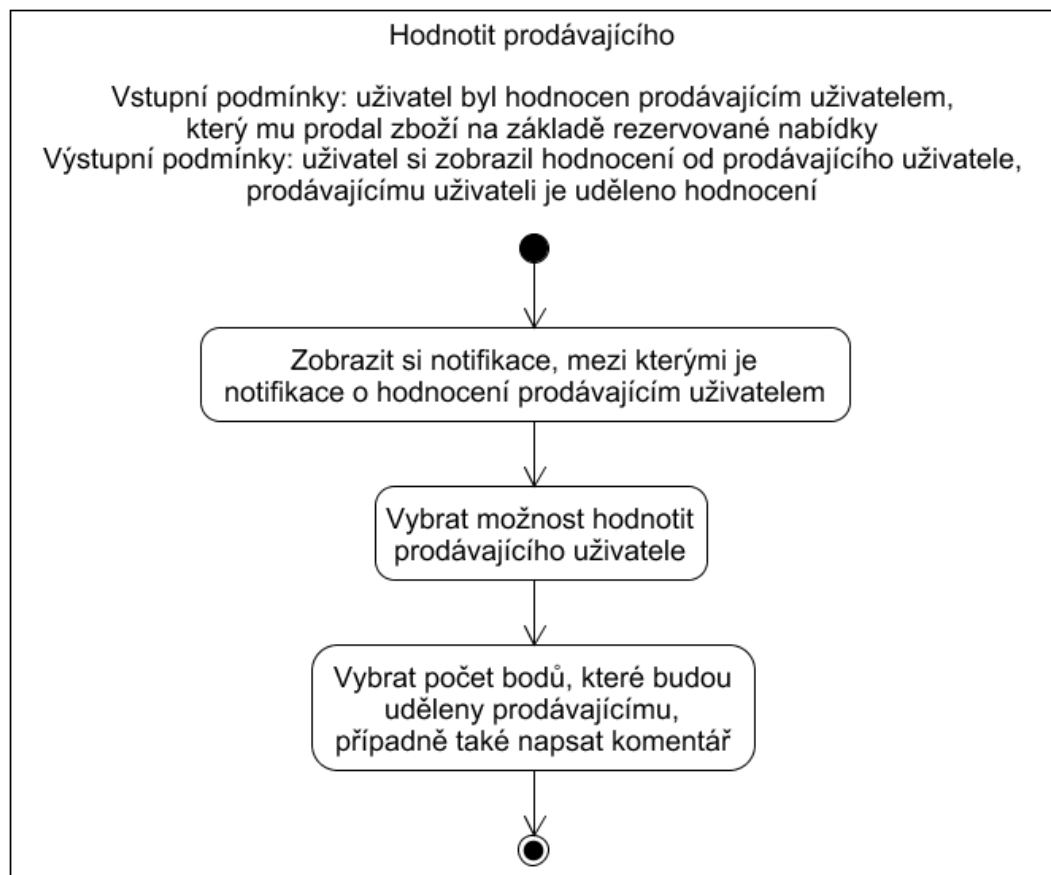 Hodnotit prodávajícího
Vstupní podmínky: uživatel byl hodnocen prodávajícím uživatelem,
který mu prodal zboží na základě rezervované nabídky
Výstupní podmínky: uživatel si zobrazil hodnocení od prodávajícího uživatele,
prodávajícímu uživateli je uděleno hodnocení
Zobrazit si notifikace, mezi kterými je
notifikace o hodnocení prodávajícím uživatelem
Vybrat možnost hodnotit
prodávajícího uživatele
Vybrat počet bodů, které budou
uděleny prodávajícímu,
případně také napsat komentář